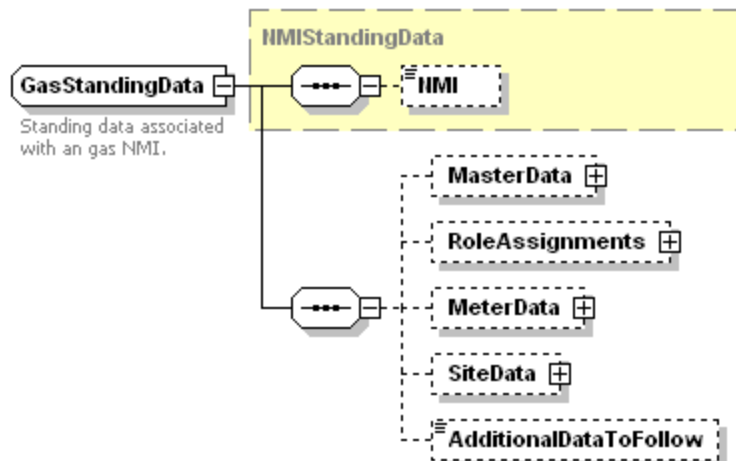 NMIStandingData
GasStandingData
NMI
Standing data associated
with an gas NMI.
MasterData
RoleAssignments
MeterData
SiteData
AdditionalDataToFollow